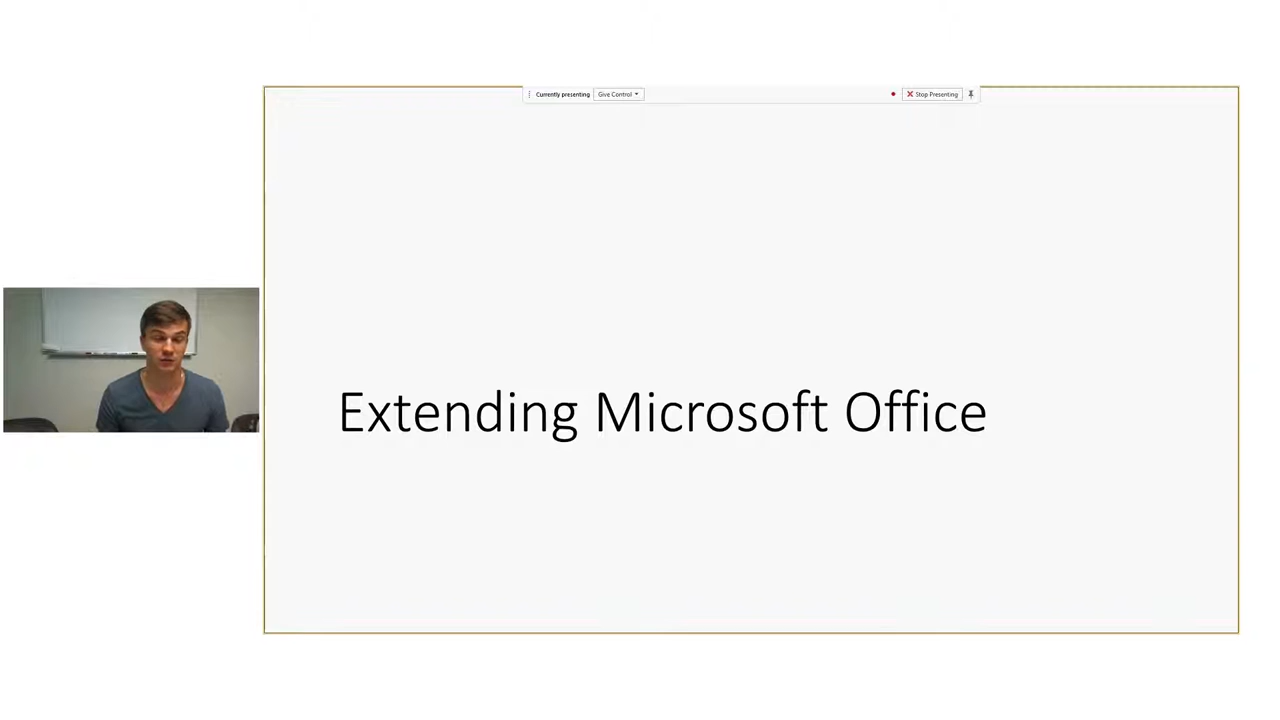 Currently presenting Give Control Stop Presenting
Extending Microsoft Office